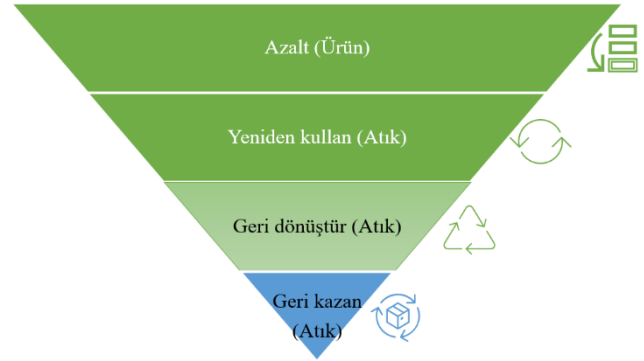 Azalt (Ürün)
Yeniden kullan (Atık)
Geri dönüştür (Atık)
Geri kazan
(Atık)